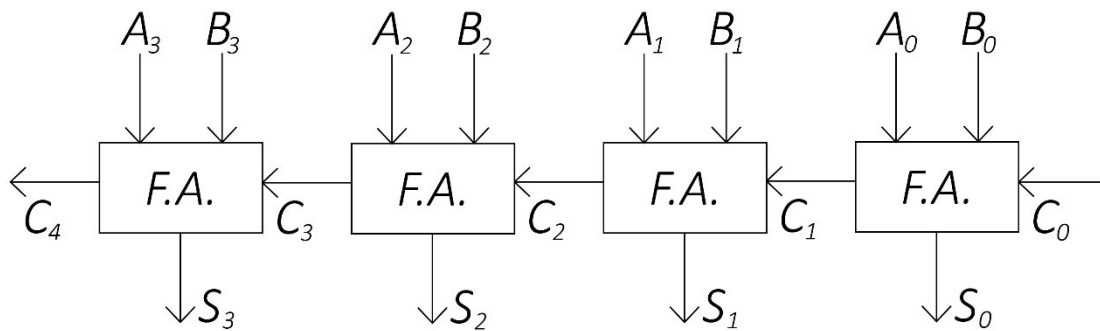 A₃ B₃ A₂ B₂ A₁ B₁ A₀ B₀
F.A. F.A. F.A. F.A.
C₄ C₃ C₂ C₁ C₀
S₃ S₂ S₁ S₀